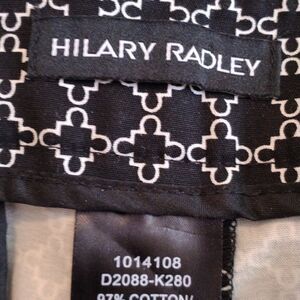 HILARY RADLEY
1014108
D2088-K280
97% COTTON/